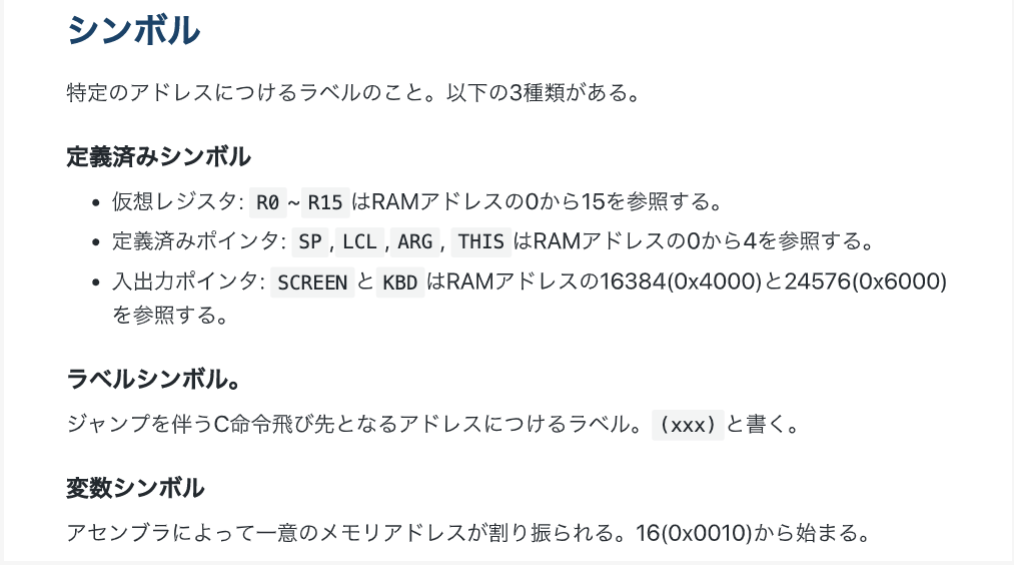 シンボル
特定のアドレスにつけるラベルのこと。以下の3種類がある。
定義済みシンボル
• 仮想レジスタ: R0 ~ R15 はRAMアドレスの0から15を参照する。
• 定義済みポインタ: SP , LCL , ARG , THIS はRAMアドレスの0から4を参照する。
• 入出力ポインタ: SCREEN と KBD はRAMアドレスの16384(0x4000)と24576(0x6000)
を参照する。
ラベルシンボル。
ジャンプを伴うC命令飛び先となるアドレスにつけるラベル。 (xxx) と書く。
変数シンボル
アセンブラによって一意のメモリアドレスが割り振られる。16(0x0010)から始まる。